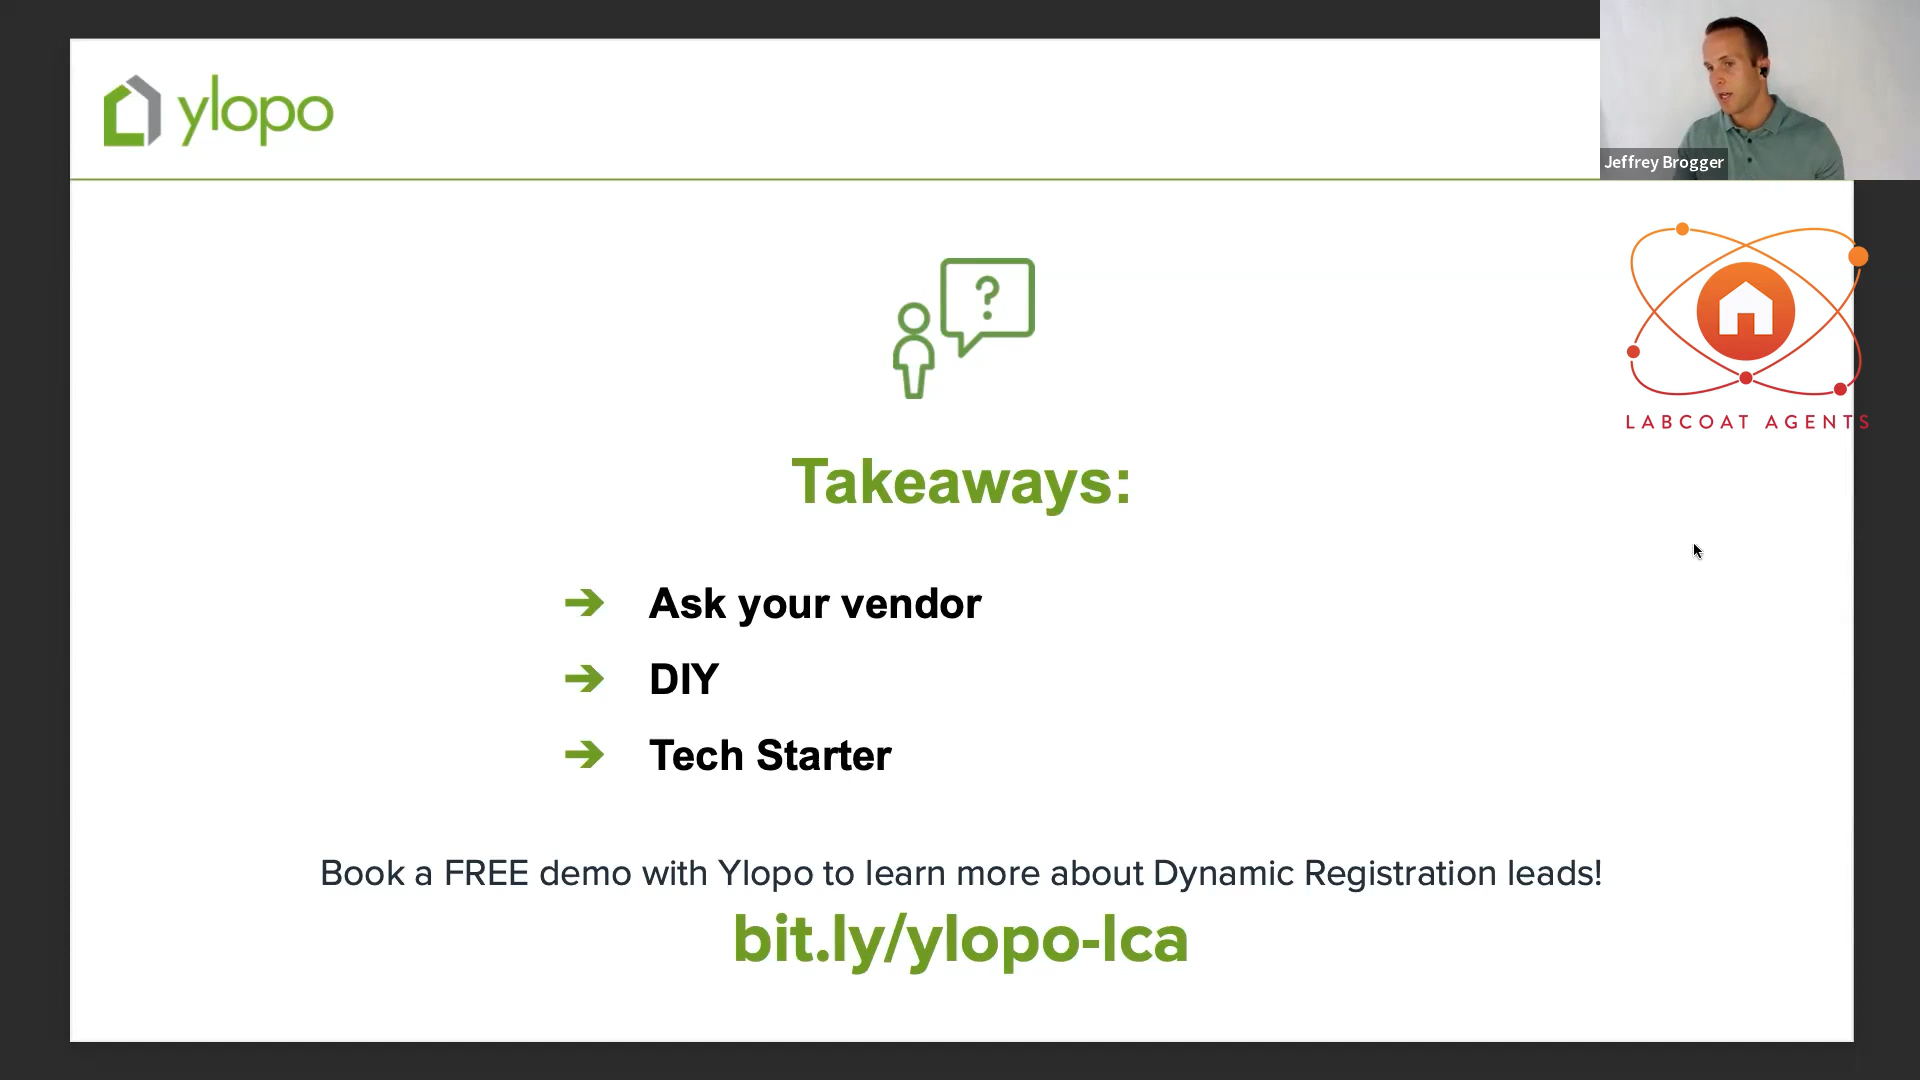 ylopo
Jeffrey Brogger
?
LABCOAT AGENTS
Takeaways:
➔ Ask your vendor
➔ DIY
➔ Tech Starter
Book a FREE demo with Ylopo to learn more about Dynamic Registration leads!
bit.ly/ylopo-lca